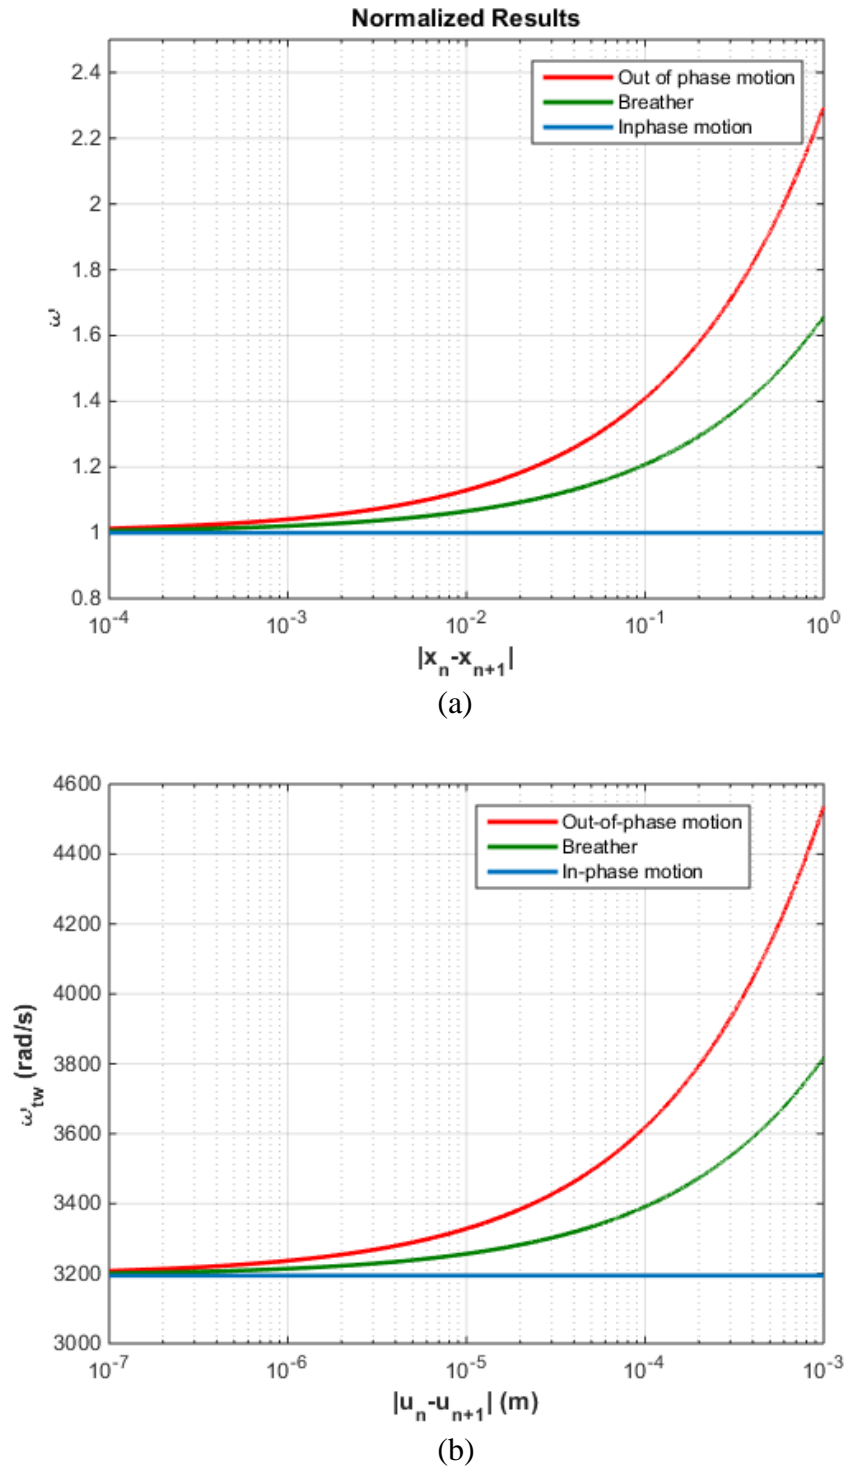 Normalized Results
2.4
2.2
2
1.8
1.6
1.4
1.2
1
0.8
ω
Out of phase motion
Breather
Inphase motion
10^-4 10^-3 10^-2 10^-1 10^0
|x_n-x_{n+1}|
(a)
4600
4400
4200
4000
3800
3600
3400
3200
3000
ω_tw (rad/s)
Out-of-phase motion
Breather
In-phase motion
10^-7 10^-6 10^-5 10^-4 10^-3
|u_n-u_{n+1}| (m)
(b)